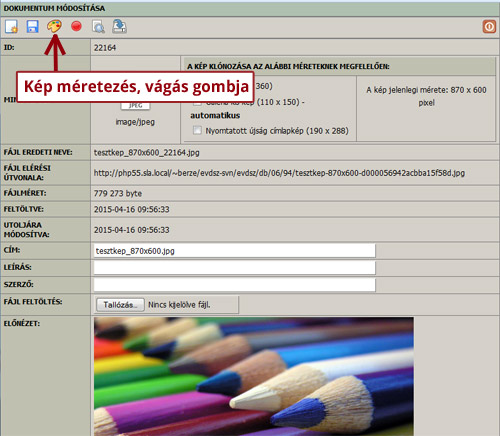 DOKUMENTUM MÓDOSÍTÁSA
ID:
22164
A KÉP KLÓNOZÁSA AZ ALÁBBI MÉRETEKNEK MEGFELELŐEN:
Kép méretezés, vágás gombja
360)
A kép jelenlegi mérete: 870 x 600
pixel
(110 x 150) -
automatikus
JPEG
image/jpeg
Nyomtatott újság címlapkép (190 x 288)
FÁJL EREDETI NEVE:
tesztkep_870x600_22164.jpg
FÁJL ELÉRÉSI
ÚTVONALA:
http://php55.sla.local/~berze/evdsz-svn/evdsz/db/06/94/tesztkep-870x600-d000056942acbba15f58d.jpg
FÁJLMÉRET:
779 273 byte
FELTÖLTVE:
2015-04-16 09:56:33
UTOLJÁRA
MÓDOSÍTVA:
2015-04-16 09:56:33
CÍM:
tesztkep_870x600.jpg
LEÍRÁS:
SZERZŐ:
FÁJL FELTÖLTÉS:
Tallózás…
Nincs kijelölve fájl.
ELŐNÉZET: